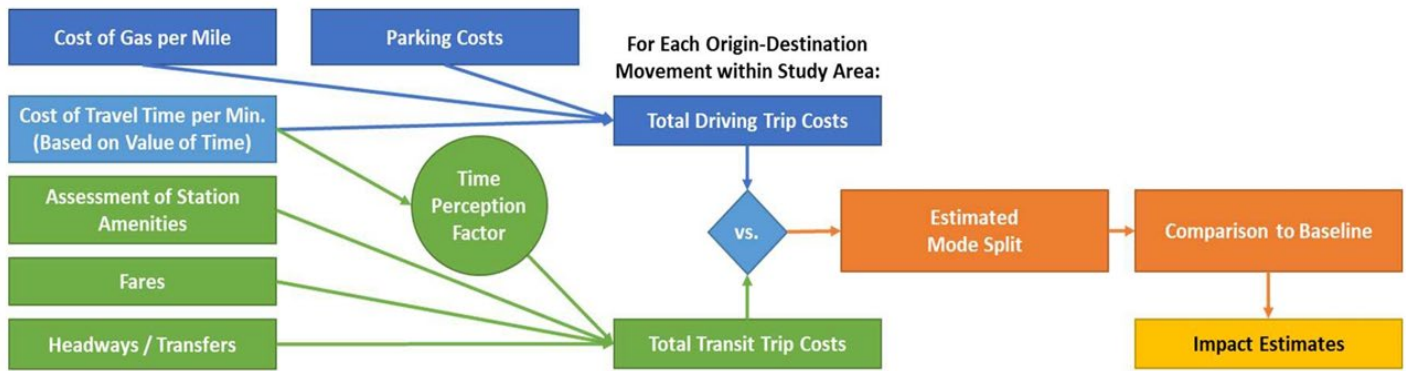 Cost of Gas per Mile
Parking Costs
For Each Origin-Destination
Movement within Study Area:
Cost of Travel Time per Min.
(Based on Value of Time)
Total Driving Trip Costs
Time
Perception
Factor
Assessment of Station
Amenities
vs.
Estimated
Mode Split
Comparison to Baseline
Fares
Headways / Transfers
Total Transit Trip Costs
Impact Estimates